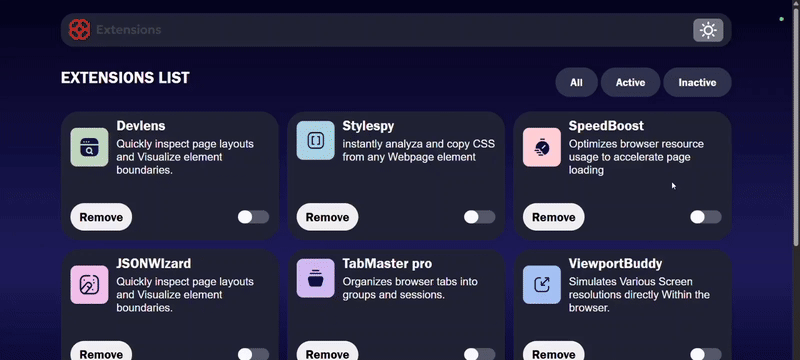 Extensions
EXTENSIONS LIST
All
Active
Inactive
Devlens
Quickly inspect page layouts
and Visualize element
boundaries.
Remove
Stylespy
instantly analyza and copy CSS
from any Webpage element
Remove
SpeedBoost
Optimizes browser resource
usage to accelerate page
loading
Remove
JSONWIzard
Quickly inspect page layouts
and Visualize element
boundaries.
Remove
TabMaster pro
Organizes browser tabs into
groups and sessions.
Remove
ViewportBuddy
Simulates Various Screen
resolutions directly Within the
browser.
Remove